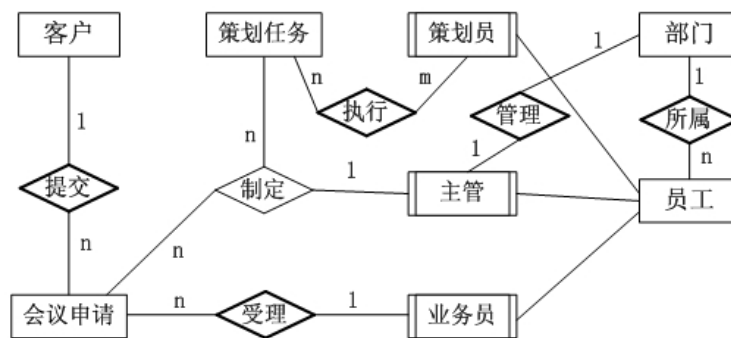 客户
策划任务
策划员
部门
1
n
m
1
1
执行
管理
所属
1
n
n
1
1
提交
制定
主管
员工
n
n
会议申请
n
受理
1
业务员